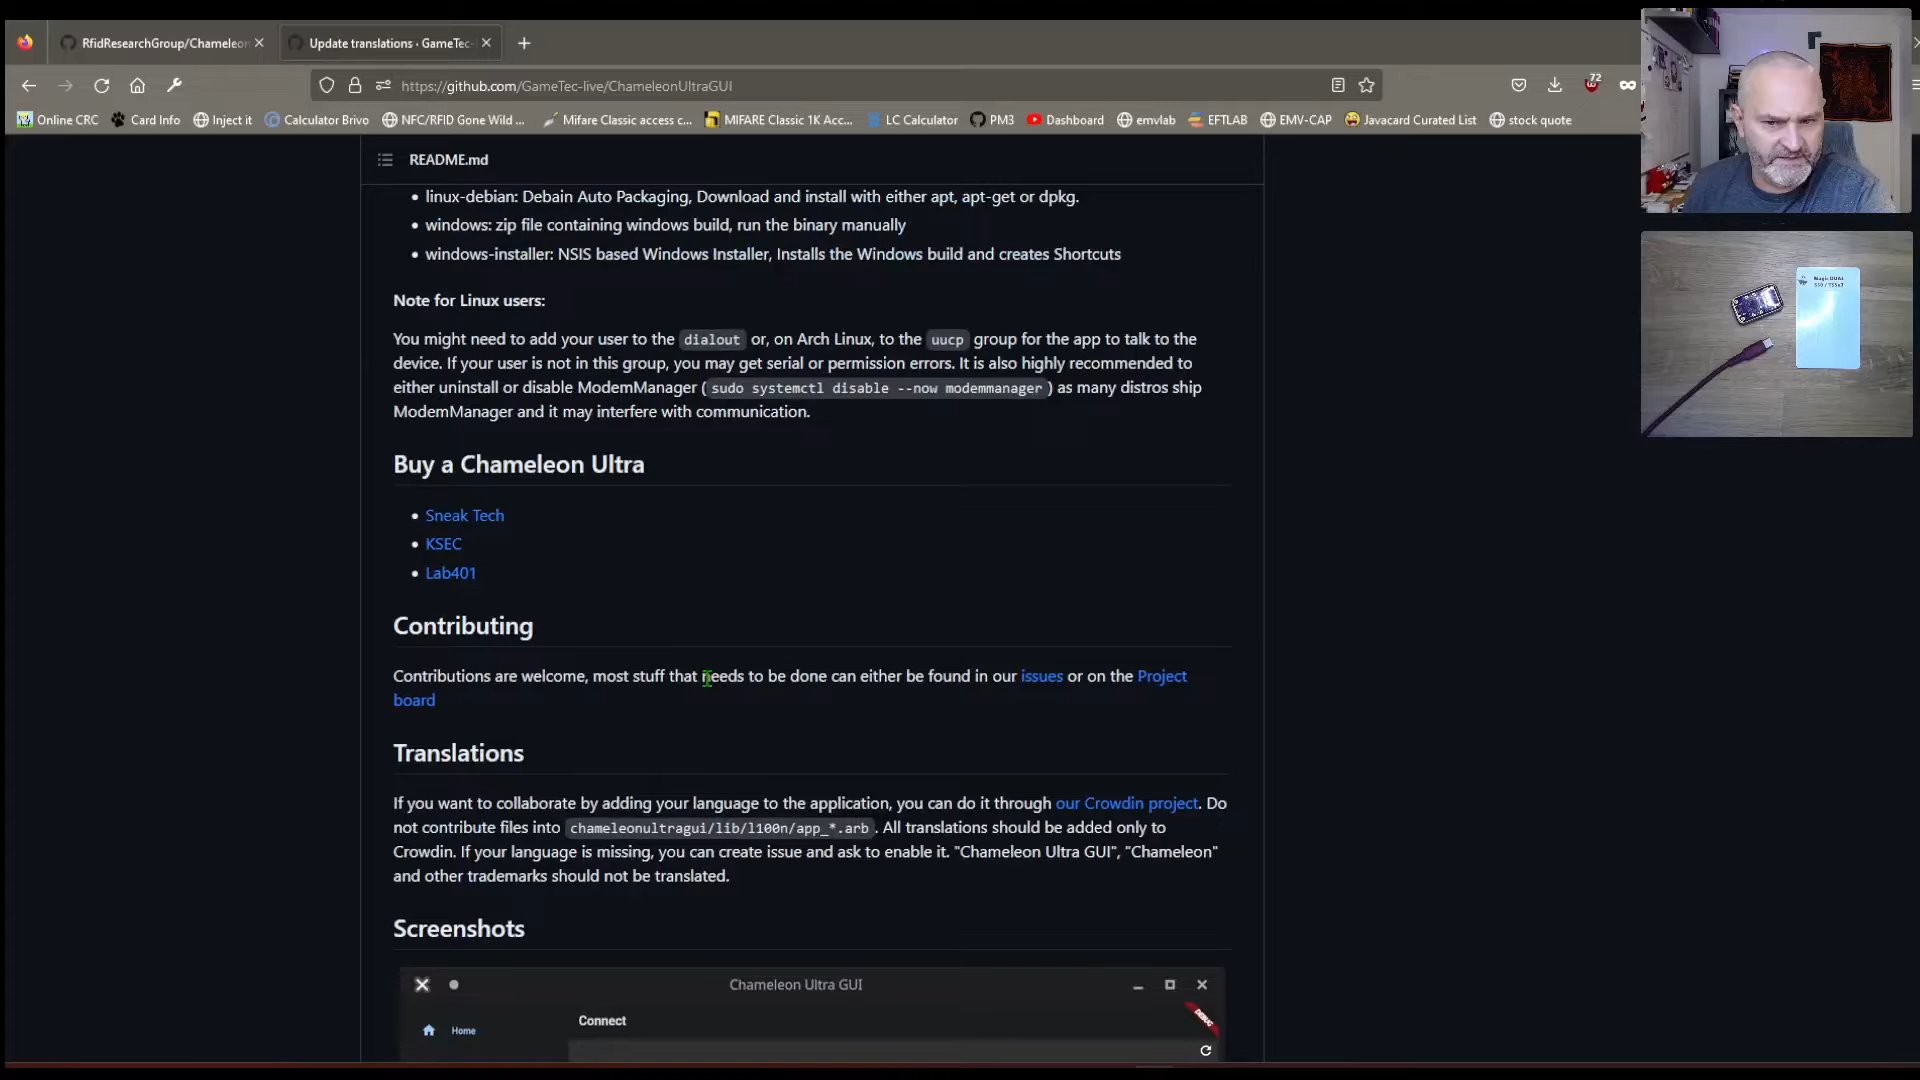 RfidResearchGroup/Chameleon
Update translations · GameTec-
https://github.com/GameTec-live/ChameleonUltraGUI
72
Online CRC
Card Info
Inject it
Calculator Brivo
NFC/RFID Gone Wild ...
Mifare Classic access c...
MIFARE Classic 1K Acc...
LC Calculator
PM3
Dashboard
emvlab
EFTLAB
EMV-CAP
Javacard Curated List
stock quote
README.md
linux-debian: Debain Auto Packaging, Download and install with either apt, apt-get or dpkg.
windows: zip file containing windows build, run the binary manually
windows-installer: NSIS based Windows Installer, Installs the Windows build and creates Shortcuts
Note for Linux users:
You might need to add your user to the dialout or, on Arch Linux, to the uucp group for the app to talk to the
device. If your user is not in this group, you may get serial or permission errors. It is also highly recommended to
either uninstall or disable ModemManager ( sudo systemctl disable --now modemmanager ) as many distros ship
ModemManager and it may interfere with communication.
Buy a Chameleon Ultra
Sneak Tech
KSEC
Lab401
Contributing
Contributions are welcome, most stuff that needs to be done can either be found in our issues or on the Project
board
Translations
If you want to collaborate by adding your language to the application, you can do it through our Crowdin project. Do
not contribute files into chameleonultragui/lib/l100n/app_*.arb . All translations should be added only to
Crowdin. If your language is missing, you can create issue and ask to enable it. "Chameleon Ultra GUI", "Chameleon"
and other trademarks should not be translated.
Screenshots
Chameleon Ultra GUI
Connect
DEBUG
Home
Magic DUAL